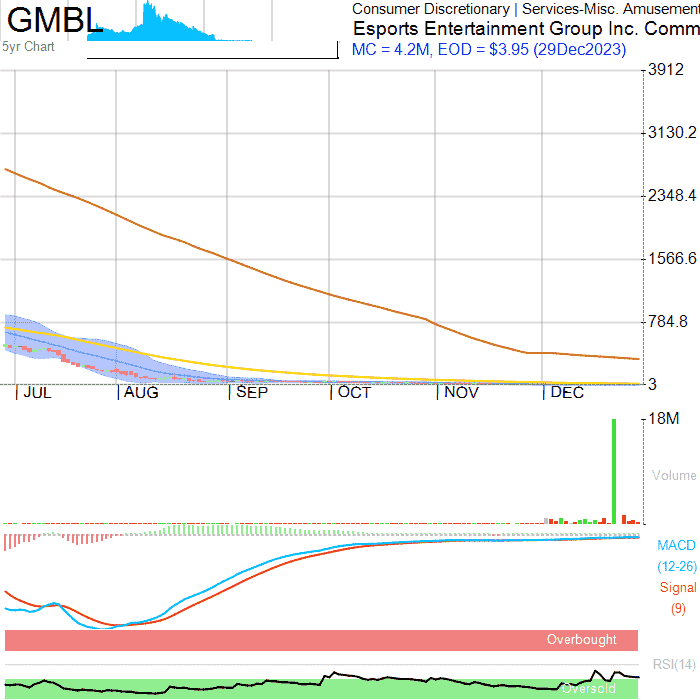 GMBL
5yr Chart
Consumer Discretionary | Services-Misc. Amusement
Esports Entertainment Group Inc. Comm
MC = 4.2M, EOD = $3.95 (29Dec2023)
3912
3130.2
2348.4
1566.6
784.8
3
JUL AUG SEP OCT NOV DEC
18M
Volume
MACD
(12-26)
Signal
(9)
Overbought
RSI(14)
Oversold